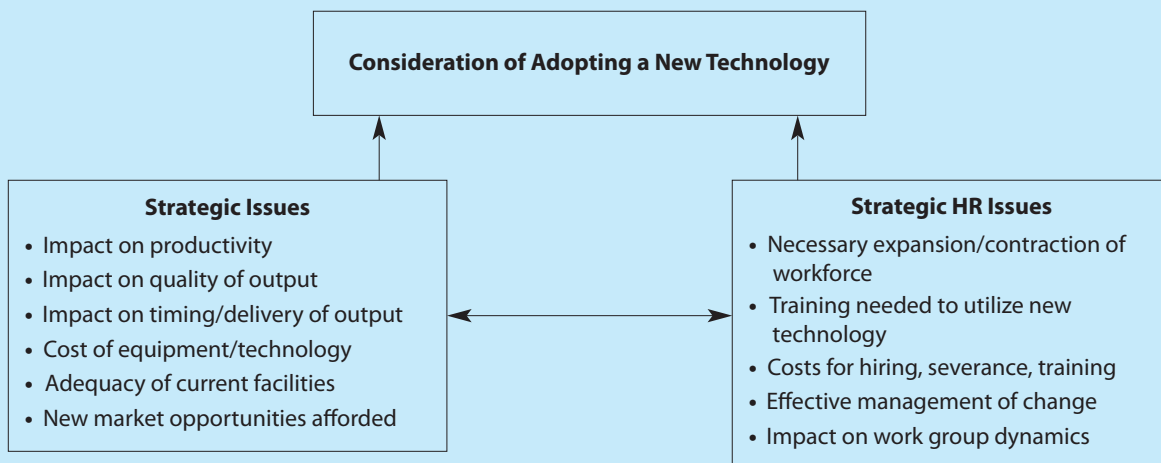 Consideration of Adopting a New Technology
Strategic Issues
• Impact on productivity
• Impact on quality of output
• Impact on timing/delivery of output
• Cost of equipment/technology
• Adequacy of current facilities
• New market opportunities afforded
Strategic HR Issues
• Necessary expansion/contraction of
workforce
• Training needed to utilize new
technology
• Costs for hiring, severance, training
• Effective management of change
• Impact on work group dynamics